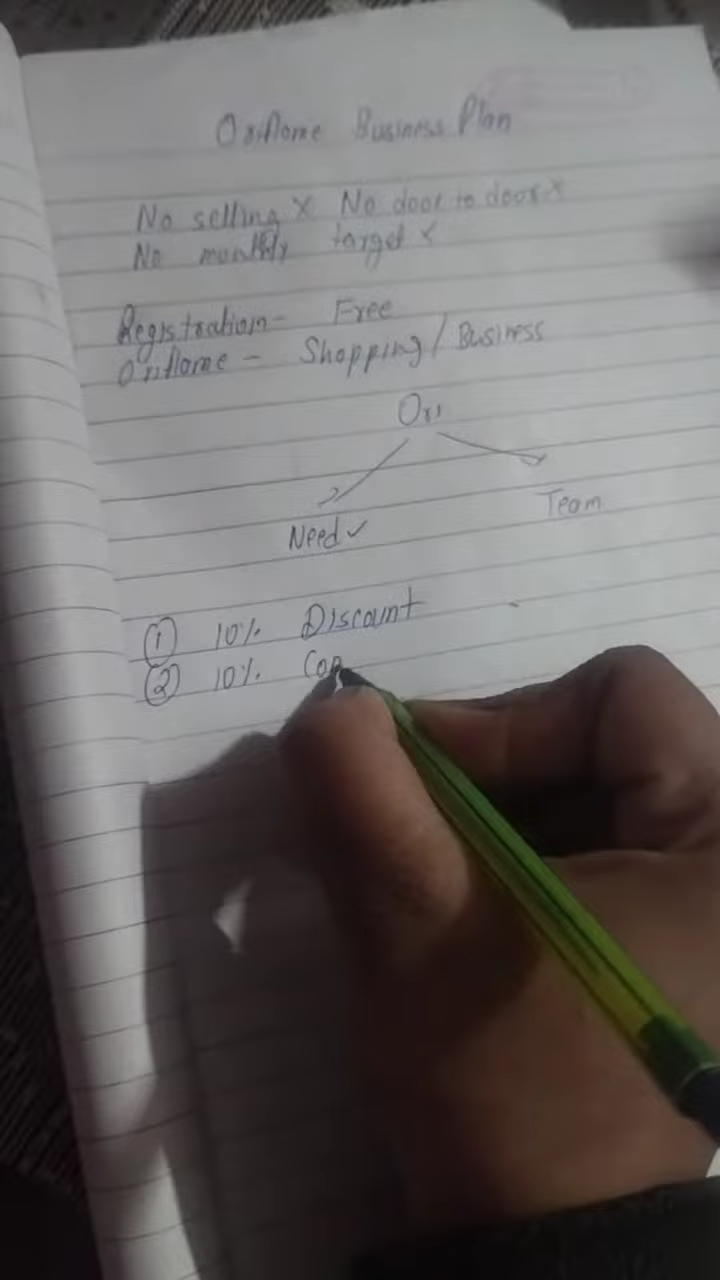 Oriflame Business Plan
No selling x No door to door x
No monthly target x
Registration - Free
Oriflame - Shopping / Business
Ori
Need ✓ Team
① 10% Discount
② 10% Con